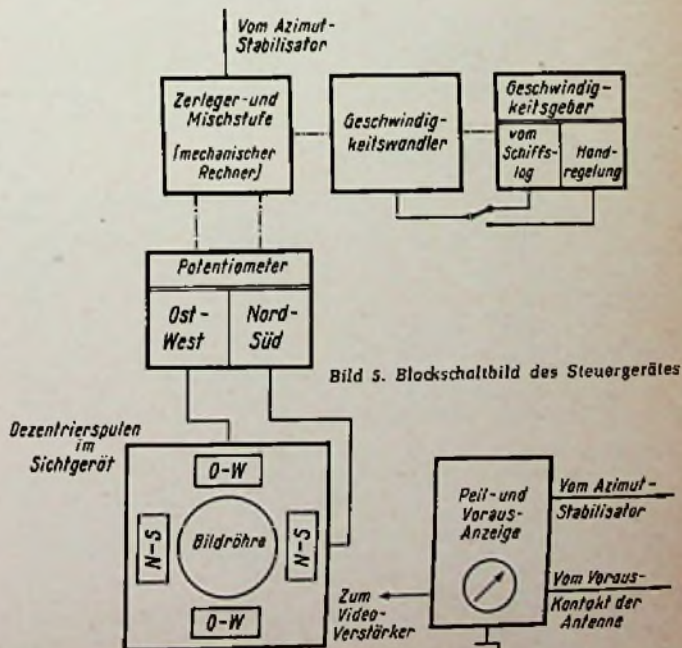 Vom Azimut-
Stabilisator
Zerleger- und
Mischstufe
[mechanischer
Rechner]
Geschwindig-
keitswandler
Geschwindig-
keitsgeber
vom
Schiffs-
log
Hand-
regelung
Potentiometer
Ost-
West
Nord-
Süd
Bild 5. Blockschaltbild des Steuergerätes
Dezentrierspulen
im
Sichtgerät
O-W
N-S
Bildröhre
N-S
O-W
Peil- und
Voraus-
Anzeige
Vom Azimut-
Stabilisator
Vom Voraus-
Kontakt der
Antenne
Zum
Video-
Verstärker